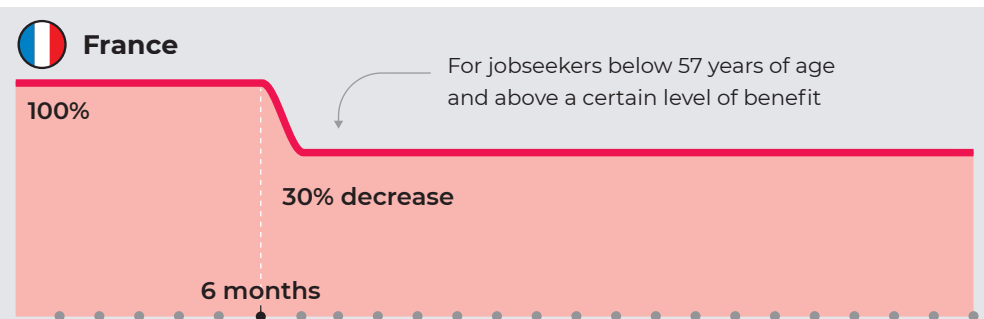 France
For jobseekers below 57 years of age
and above a certain level of benefit
100%
30% decrease
6 months